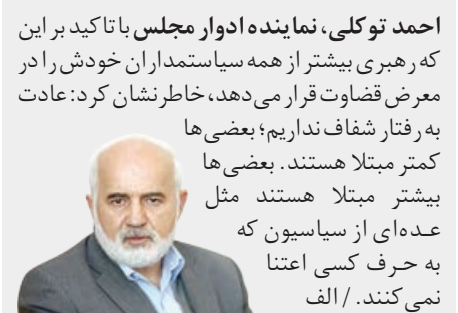 احمد توکلی، نماینده ادوار مجلس با تاکید بر این
که رهبری بیشتر از همه سیاستمداران خودش را در
معرض قضاوت قرار می‌دهد، خاطرنشان کرد: عادت
به رفتار شفاف نداریم؛ بعضی‌ها
کمتر مبتلا هستند. بعضی‌ها
بیشتر مبتلا هستند مثل
عده‌ای از سیاسیون که
به حرف کسی اعتنا
نمی‌کنند. / الف